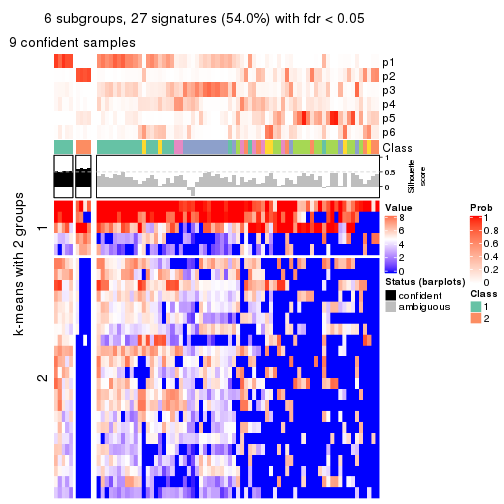 6 subgroups, 27 signatures (54.0%) with fdr < 0.05
9 confident samples
p1
p2
p3
p4
p5
p6
Class
1
0.5
0
Silhouette
score
k-means with 2 groups
1
2
Value
8
6
4
2
0
Prob
1
0.8
0.6
0.4
0.2
0
Status (barplots)
confident
ambiguous
Class
1
2